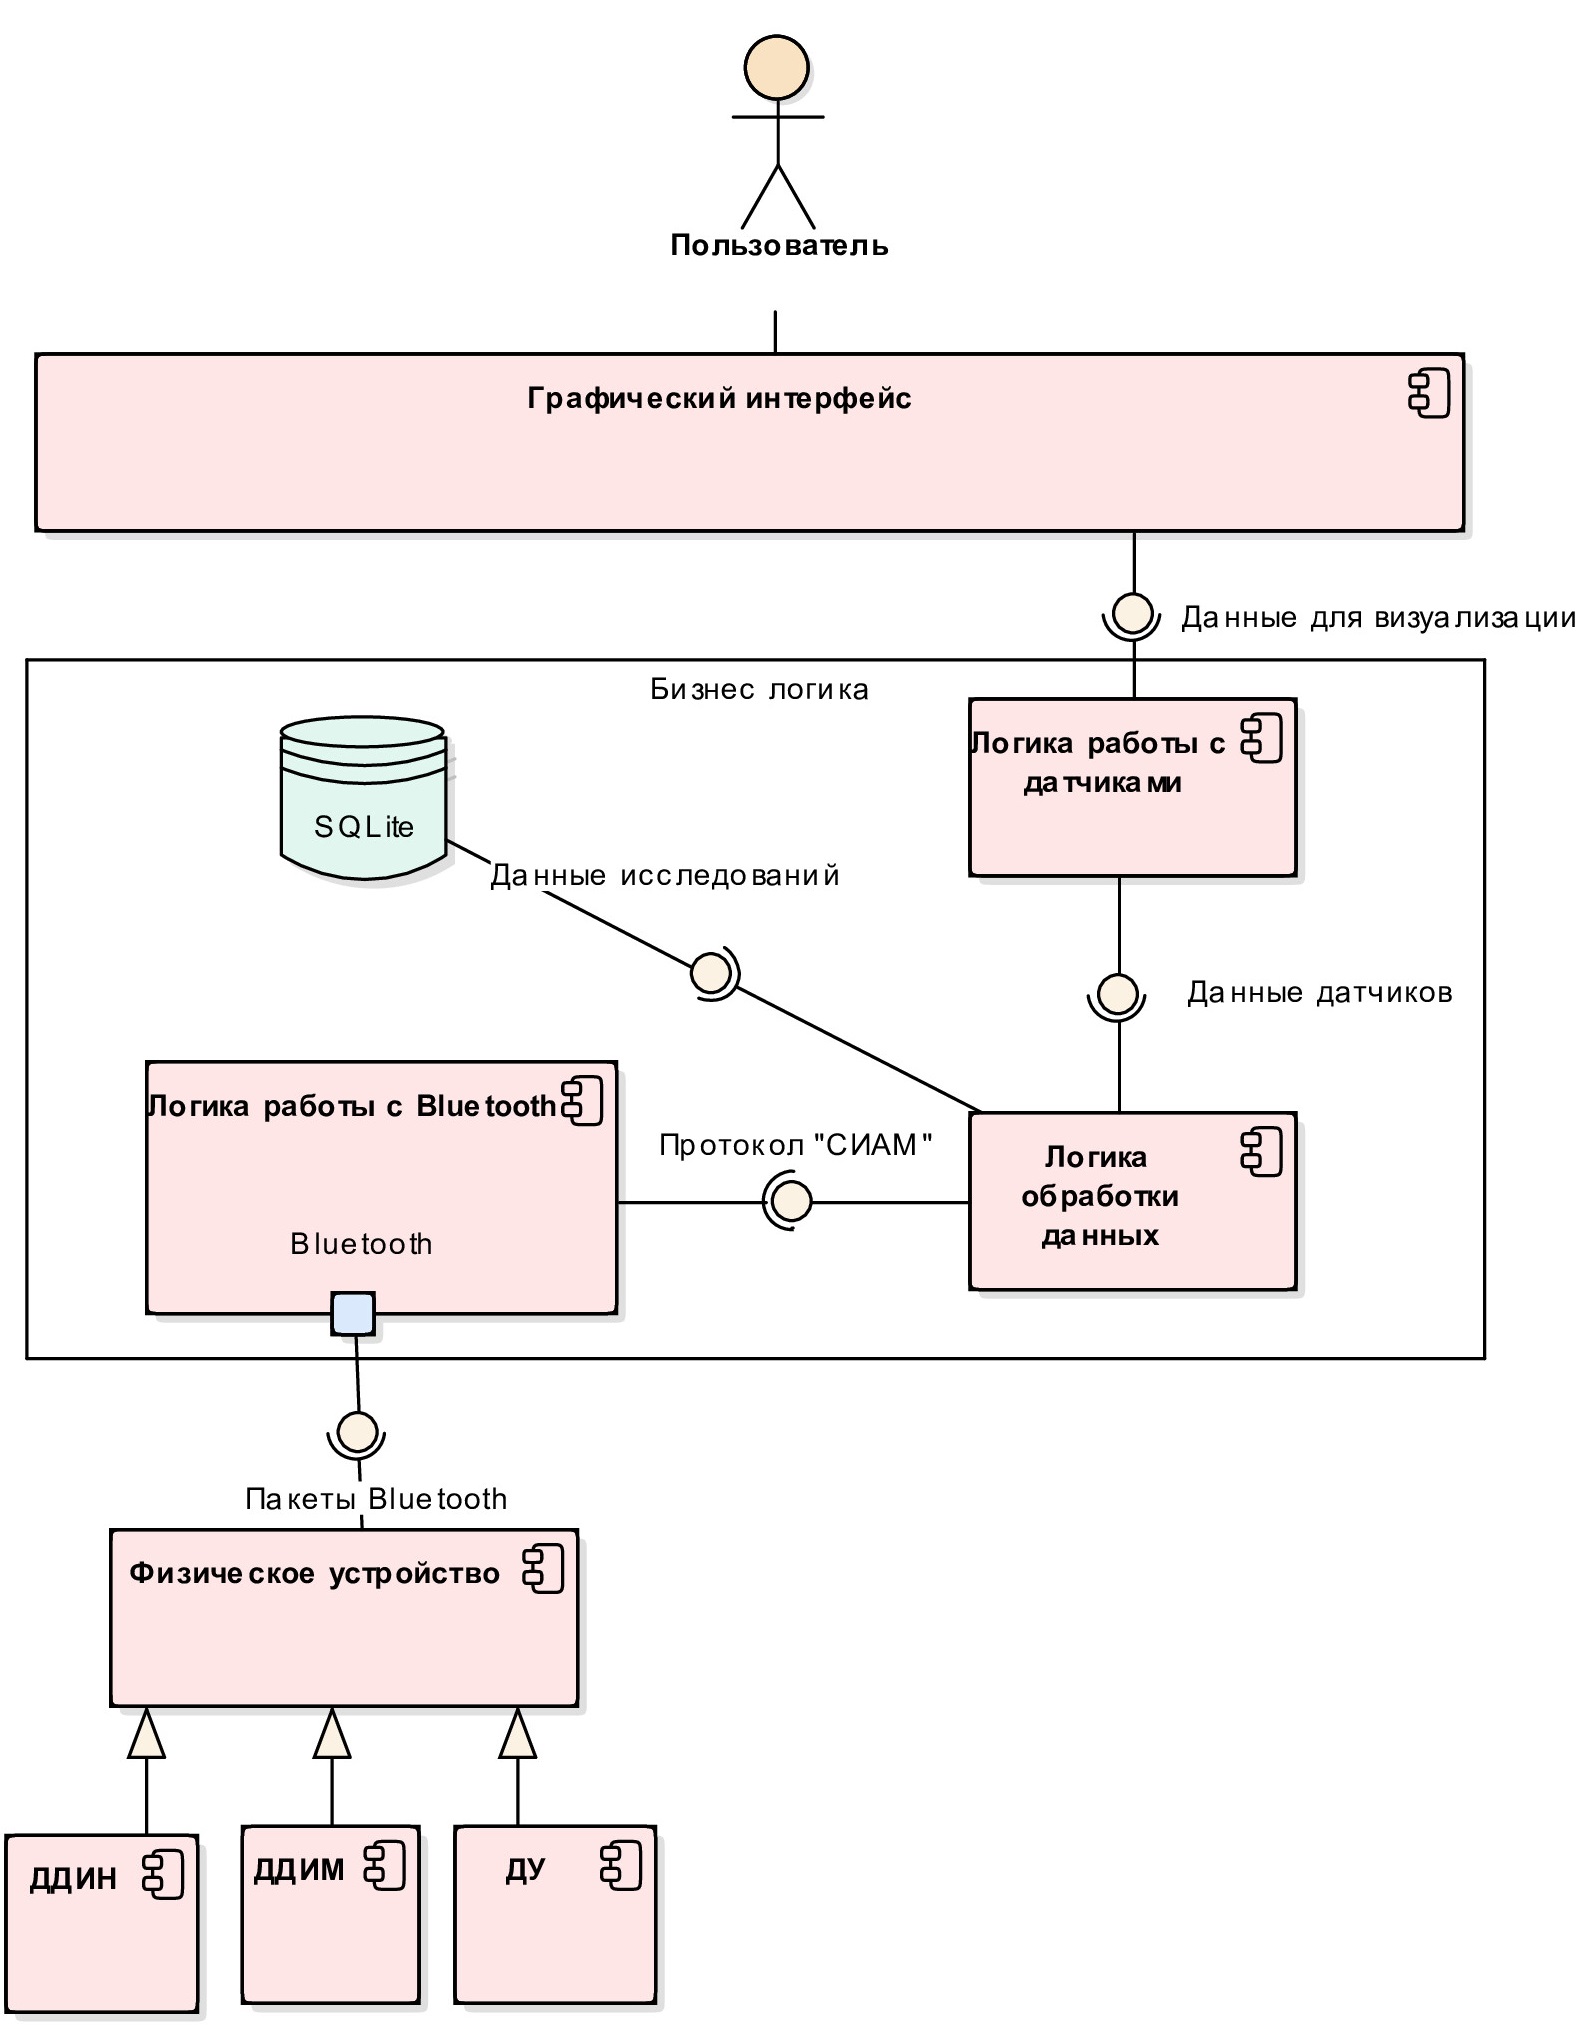 Пользователь
Графический интерфейс
Данные для визуализации
Бизнес логика
Логика работы с
датчиками
SQLite
Данные исследований
Данные датчиков
Логика работы с Bluetooth
Протокол "СИАМ"
Логика
обработки
данных
Bluetooth
Пакеты Bluetooth
Физическое устройство
ДДИН
ДДИМ
ДУ